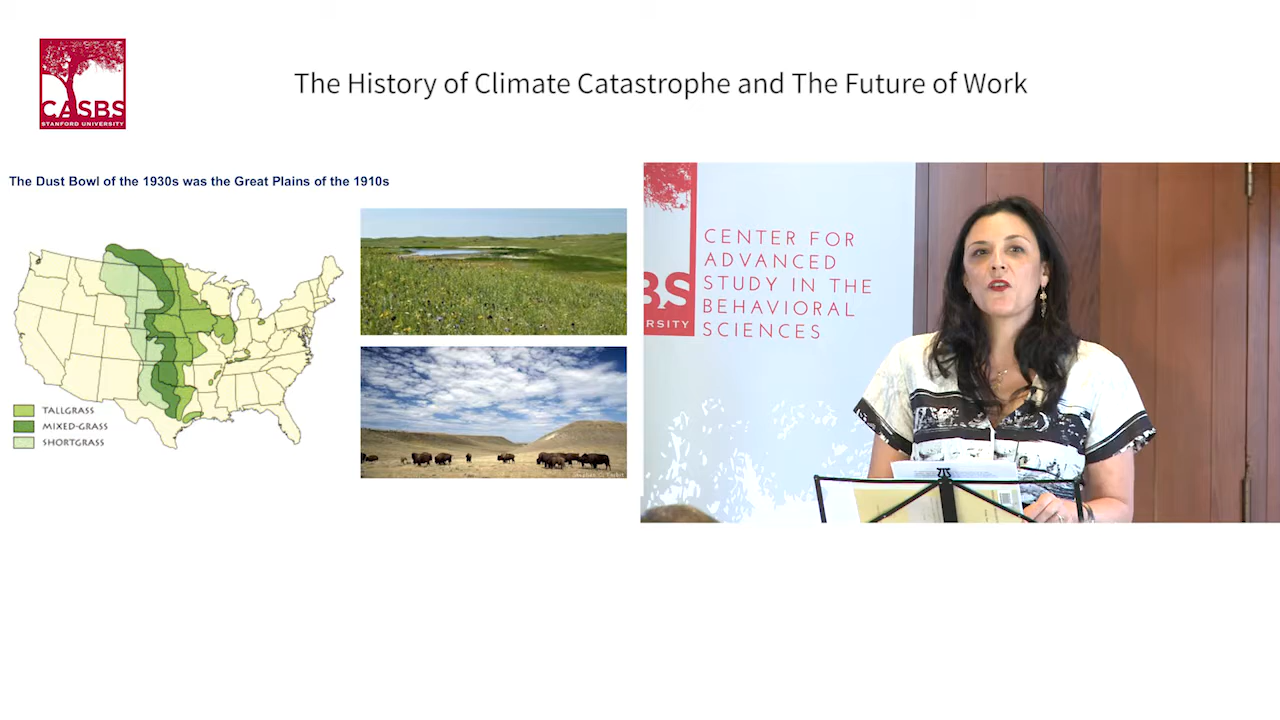 CASBS
STANFORD UNIVERSITY
The History of Climate Catastrophe and The Future of Work
The Dust Bowl of the 1930s was the Great Plains of the 1910s
TALLGRASS
MIXED-GRASS
SHORTGRASS
BS
RSITY
CENTER FOR
ADVANCED
STUDY IN THE
BEHAVIORAL
SCIENCES